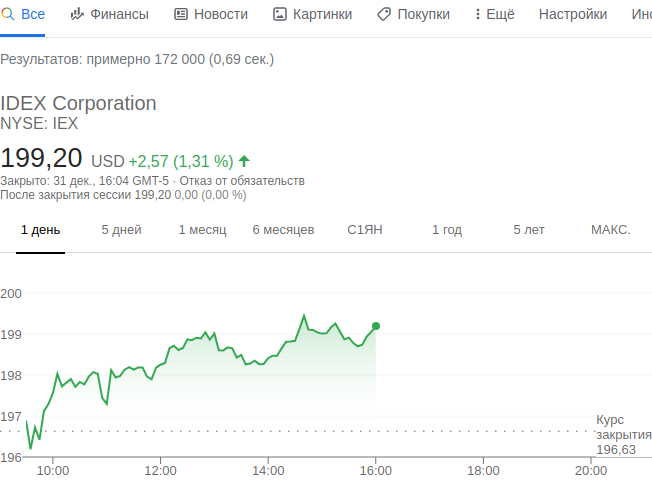 Все Финансы Новости Картинки Покупки Ещё Настройки
Результатов: примерно 172 000 (0,69 сек.)
IDEX Corporation
NYSE: IEX
199,20 USD +2,57 (1,31 %)
Закрыто: 31 дек., 16:04 GMT-5 · Отказ от обязательств
После закрытия сессии 199,20 0,00 (0,00 %)
1 день 5 дней 1 месяц 6 месяцев С1ЯН 1 год 5 лет МАКС.
200
199
198
197
196
Курс
закрытия
196,63
10:00 12:00 14:00 16:00 18:00 20:00